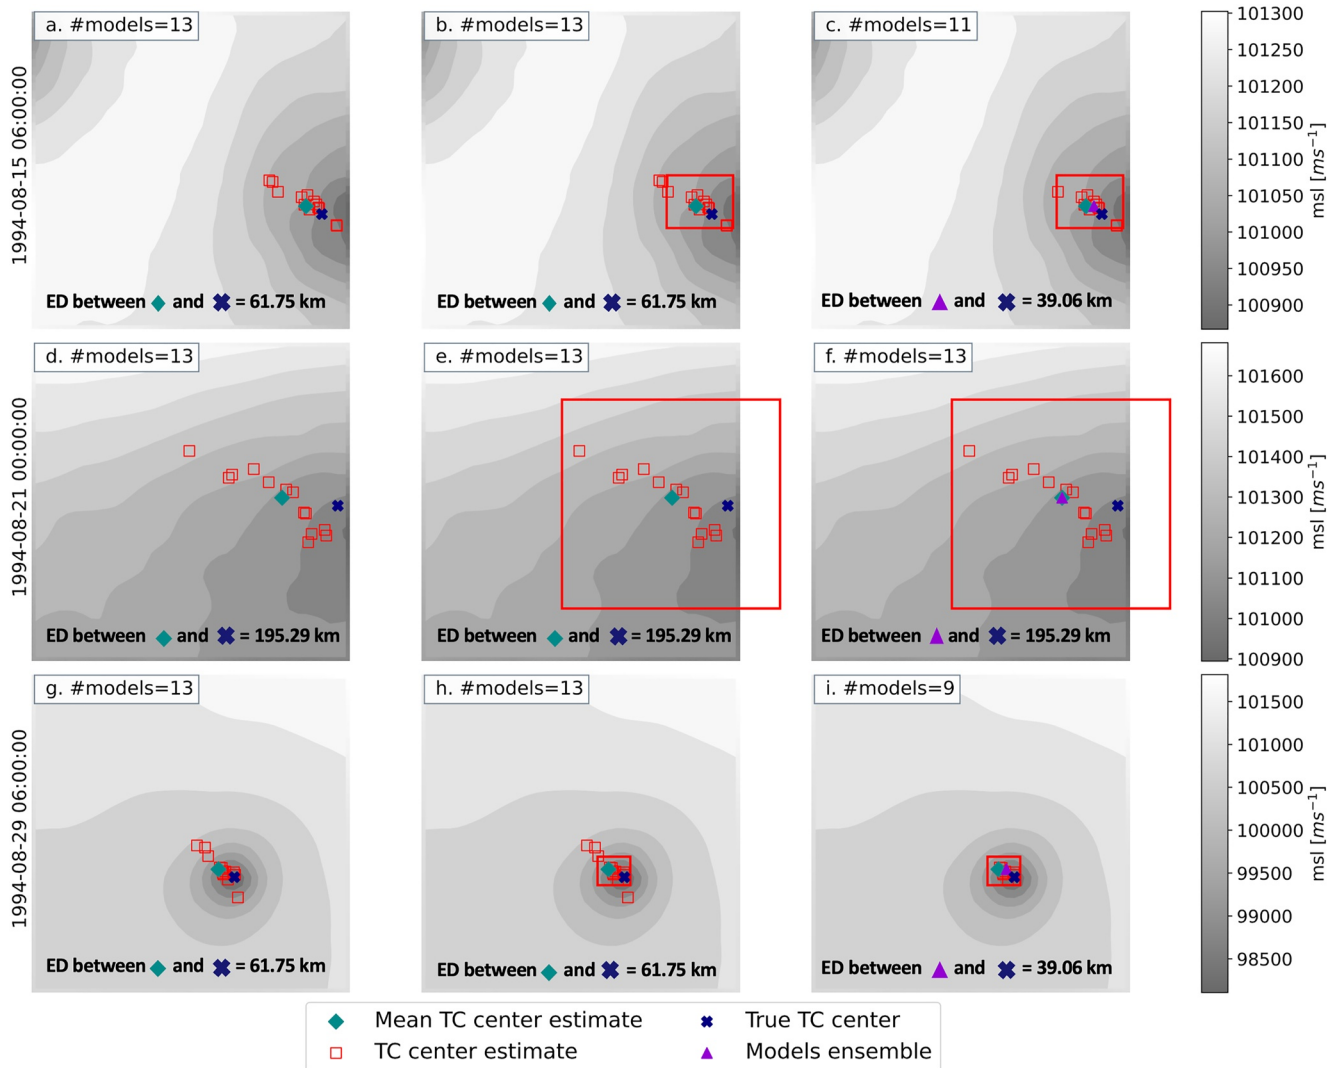 a. #models=13
b. #models=13
c. #models=11
1994-08-15 06:00:00
ED between and = 61.75 km
ED between and = 61.75 km
ED between and = 39.06 km
101300
101250
101200
101150
101100
101050
101000
100950
100900
msl [ms⁻¹]
d. #models=13
e. #models=13
f. #models=13
1994-08-21 00:00:00
ED between and = 195.29 km
ED between and = 195.29 km
ED between and = 195.29 km
101600
101500
101400
101300
101200
101100
101000
100900
msl [ms⁻¹]
g. #models=13
h. #models=13
i. #models=9
1994-08-29 06:00:00
ED between and = 61.75 km
ED between and = 61.75 km
ED between and = 39.06 km
101500
101000
100500
100000
99500
99000
98500
msl [ms⁻¹]
Mean TC center estimate
True TC center
TC center estimate
Models ensemble